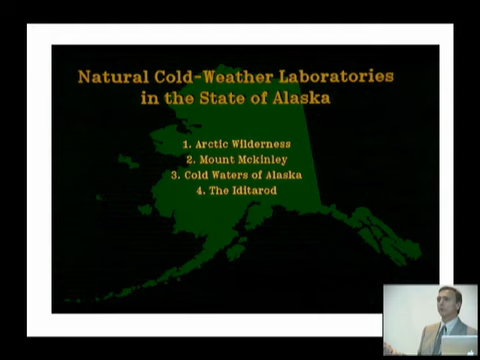 Natural Cold-Weather Laboratories
in the State of Alaska
1. Arctic Wilderness
2. Mount Mckinley
3. Cold Waters of Alaska
4. The Iditarod